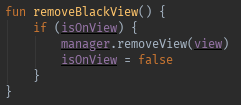 fun removeBlackView() {
    if (isOnView) {
        manager.removeView(view)
        isOnView = false
    }
}